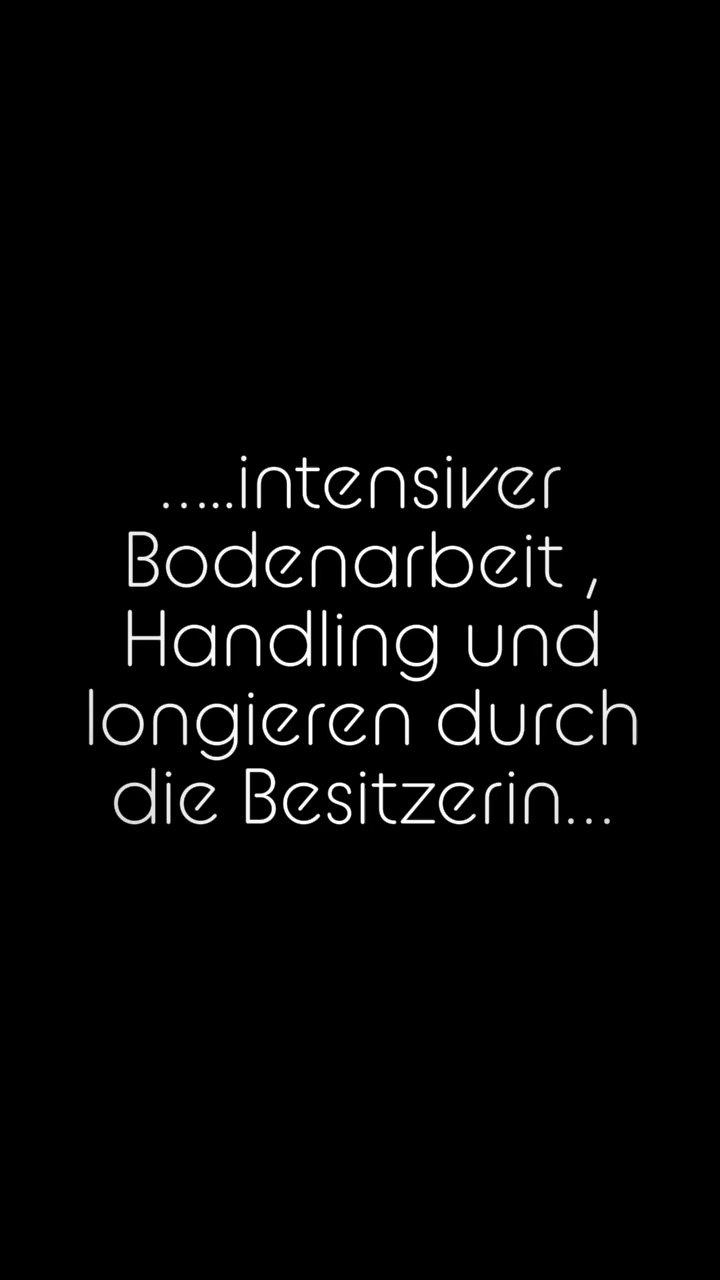 .....intensiver
Bodenarbeit ,
Handling und
longieren durch
die Besitzerin...